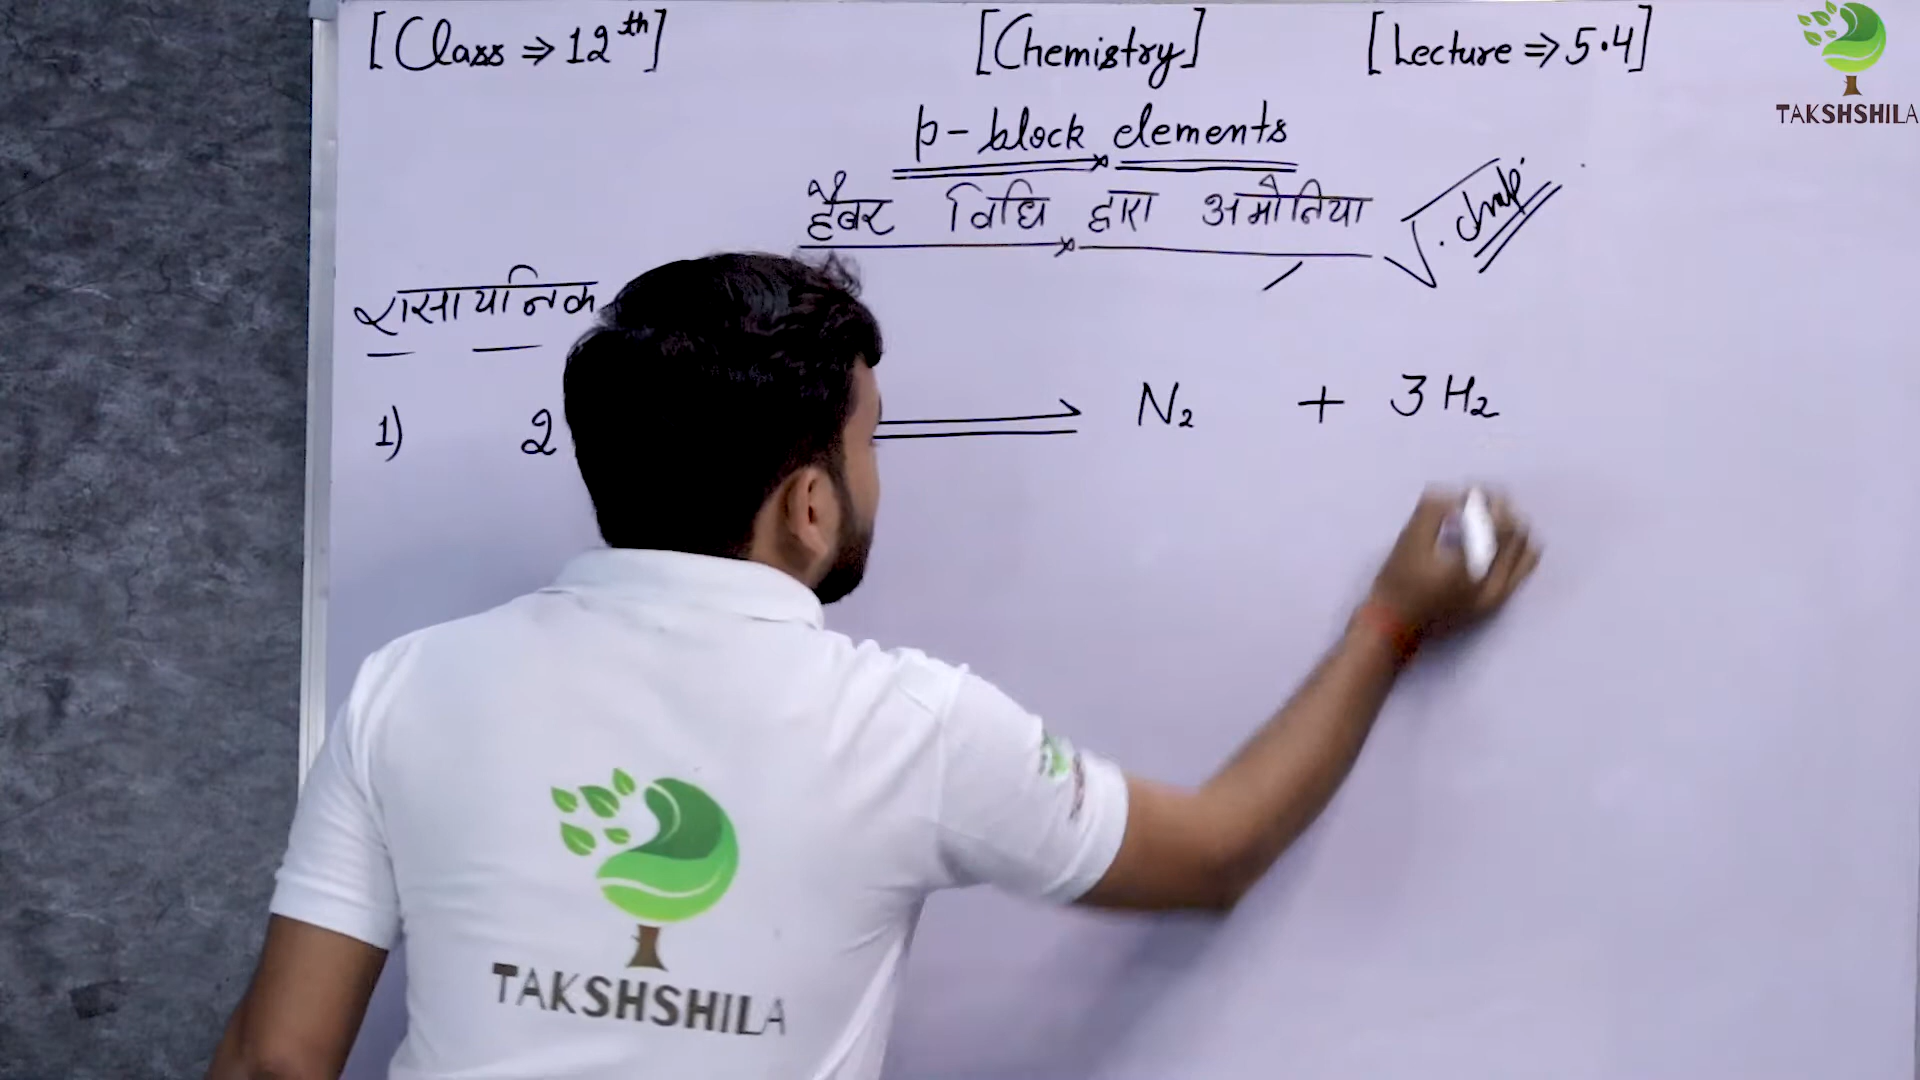 [Class ⇒ 12th] [Chemistry] [Lecture ⇒ 5.4]
TAKSHSHILA
p-block elements
हैबर विधि द्वारा अमोनिया
रासायनिक
1) 2 N2 + 3H2
TAKSHSHILA